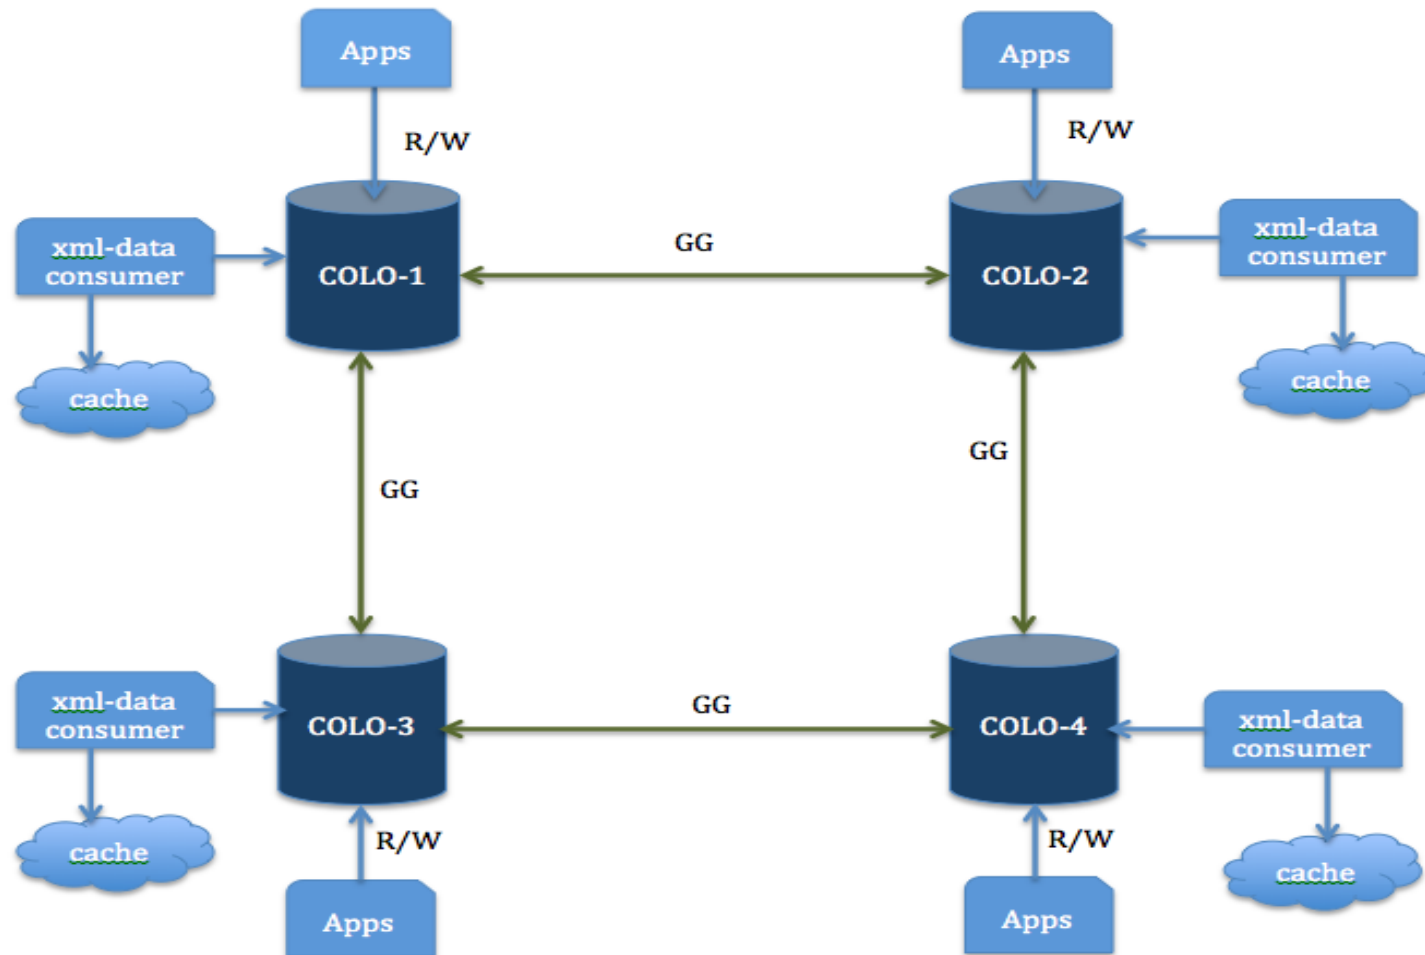 Apps
Apps
R/W
R/W
xml-data
consumer
COLO-1
GG
COLO-2
xml-data
consumer
cache
cache
GG
GG
xml-data
consumer
COLO-3
GG
COLO-4
xml-data
consumer
cache
R/W
R/W
cache
Apps
Apps